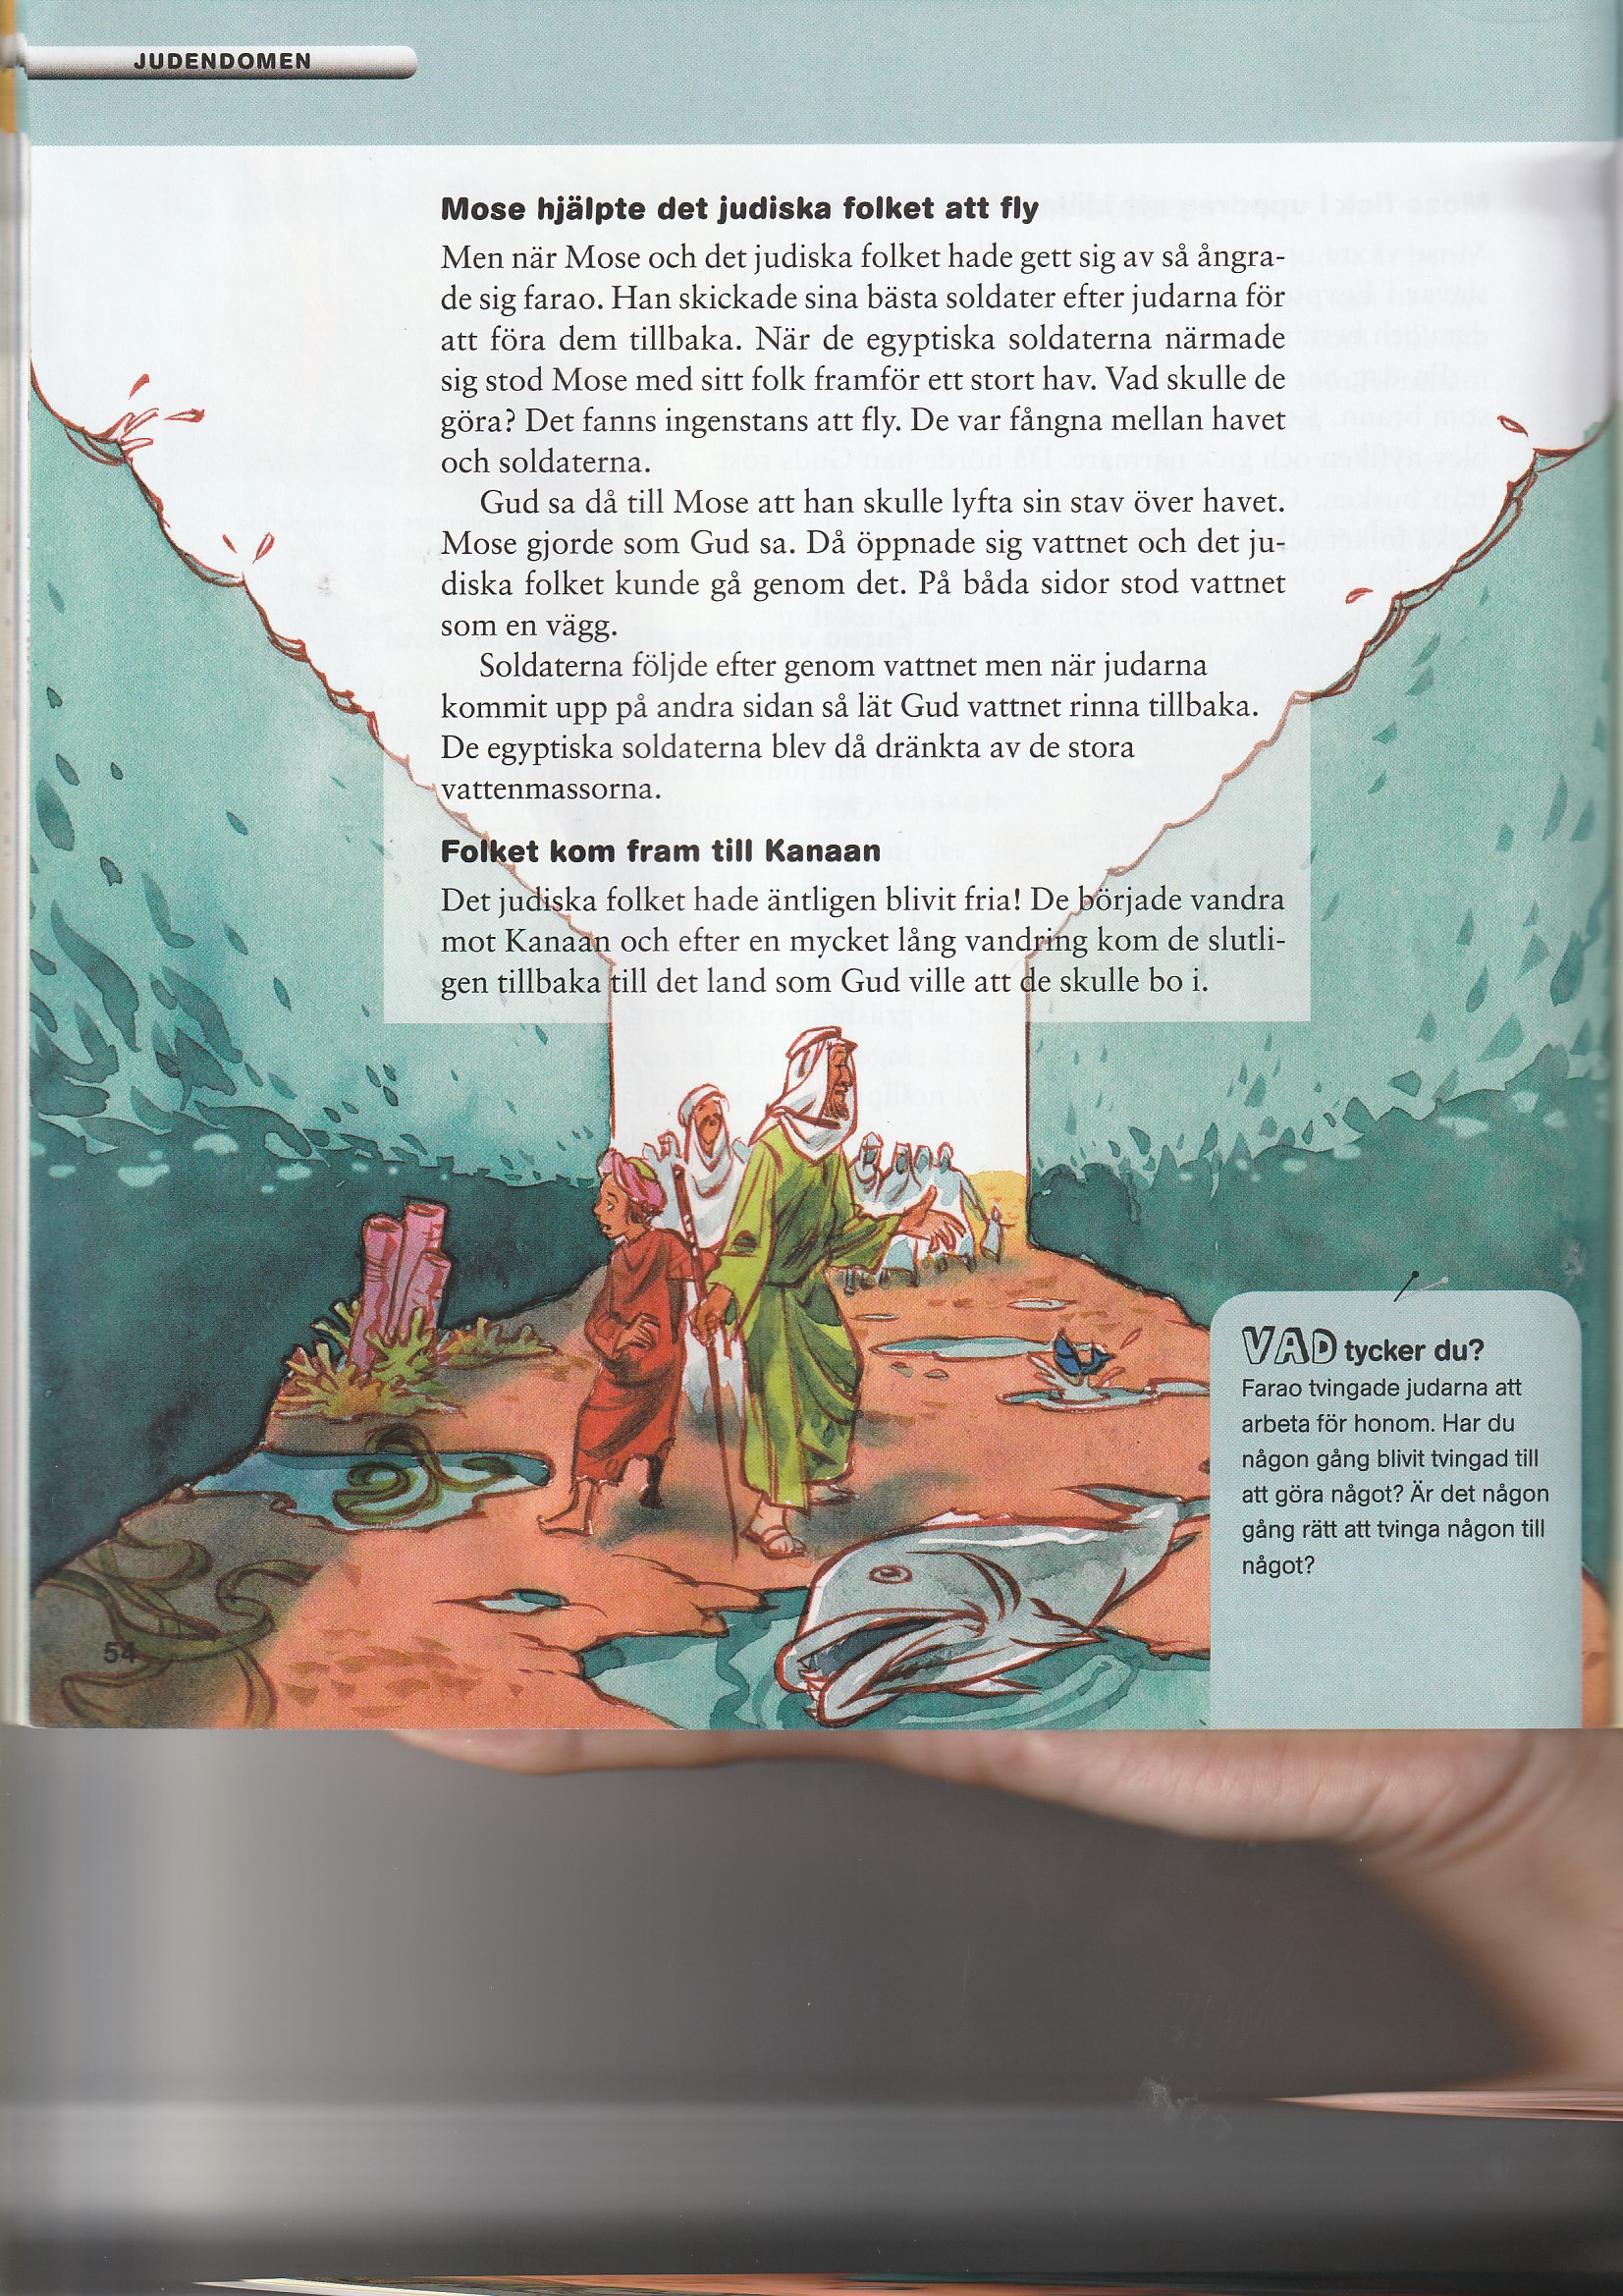 JUDENDOMEN
Mose hjälpte det judiska folket att fly
Men när Mose och det judiska folket hade gett sig av så ångra-
de sig farao. Han skickade sina bästa soldater efter judarna för
att föra dem tillbaka. När de egyptiska soldaterna närmade
sig stod Mose med sitt folk framför ett stort hav. Vad skulle de
göra? Det fanns ingenstans att fly. De var fångna mellan havet
och soldaterna.
Gud sa då till Mose att han skulle lyfta sin stav över havet.
Mose gjorde som Gud sa. Då öppnade sig vattnet och det ju-
diska folket kunde gå genom det. På båda sidor stod vattnet
som en vägg.
Soldaterna följde efter genom vattnet men när judarna
kommit upp på andra sidan så lät Gud vattnet rinna tillbaka.
De egyptiska soldaterna blev då dränkta av de stora
vattenmassorna.
Folket kom fram till Kanaan
Det judiska folket hade äntligen blivit fria! De började vandra
mot Kanaan och efter en mycket lång vandring kom de slutli-
gen tillbaka till det land som Gud ville att de skulle bo i.
VAD tycker du?
Farao tvingade judarna att
arbeta för honom. Har du
någon gång blivit tvingad till
att göra något? Är det någon
gång rätt att tvinga någon till
något?
54